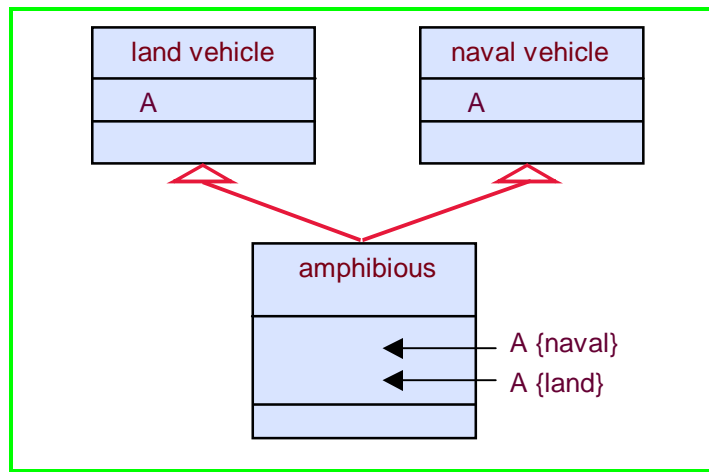 land vehicle
naval vehicle
A
A
amphibious
A {naval}
A {land}